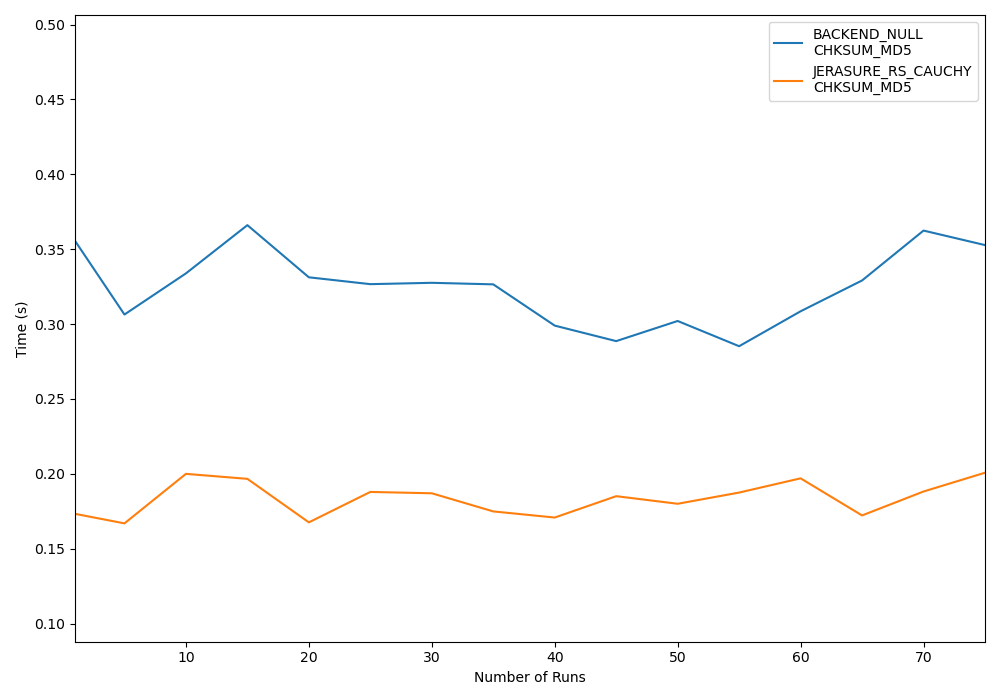 0.50
0.45
0.40
0.35
0.30
0.25
0.20
0.15
0.10
Time (s)
BACKEND_NULL
CHKSUM_MD5
JERASURE_RS_CAUCHY
CHKSUM_MD5
10 20 30 40 50 60 70
Number of Runs